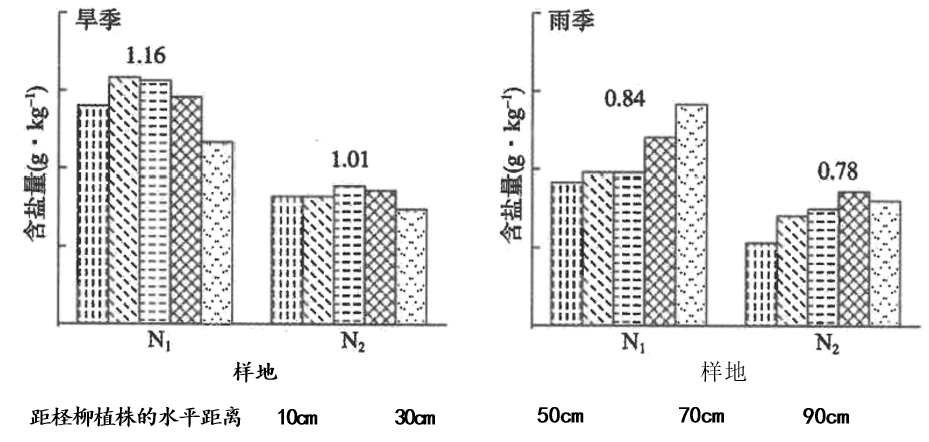 旱季
1.16
1.01
含盐量(g·kg⁻¹)
N₁ N₂
样地
雨季
0.84
0.78
含盐量(g·kg⁻¹)
N₁ N₂
样地
距柽柳植株的水平距离 10cm 30cm 50cm 70cm 90cm